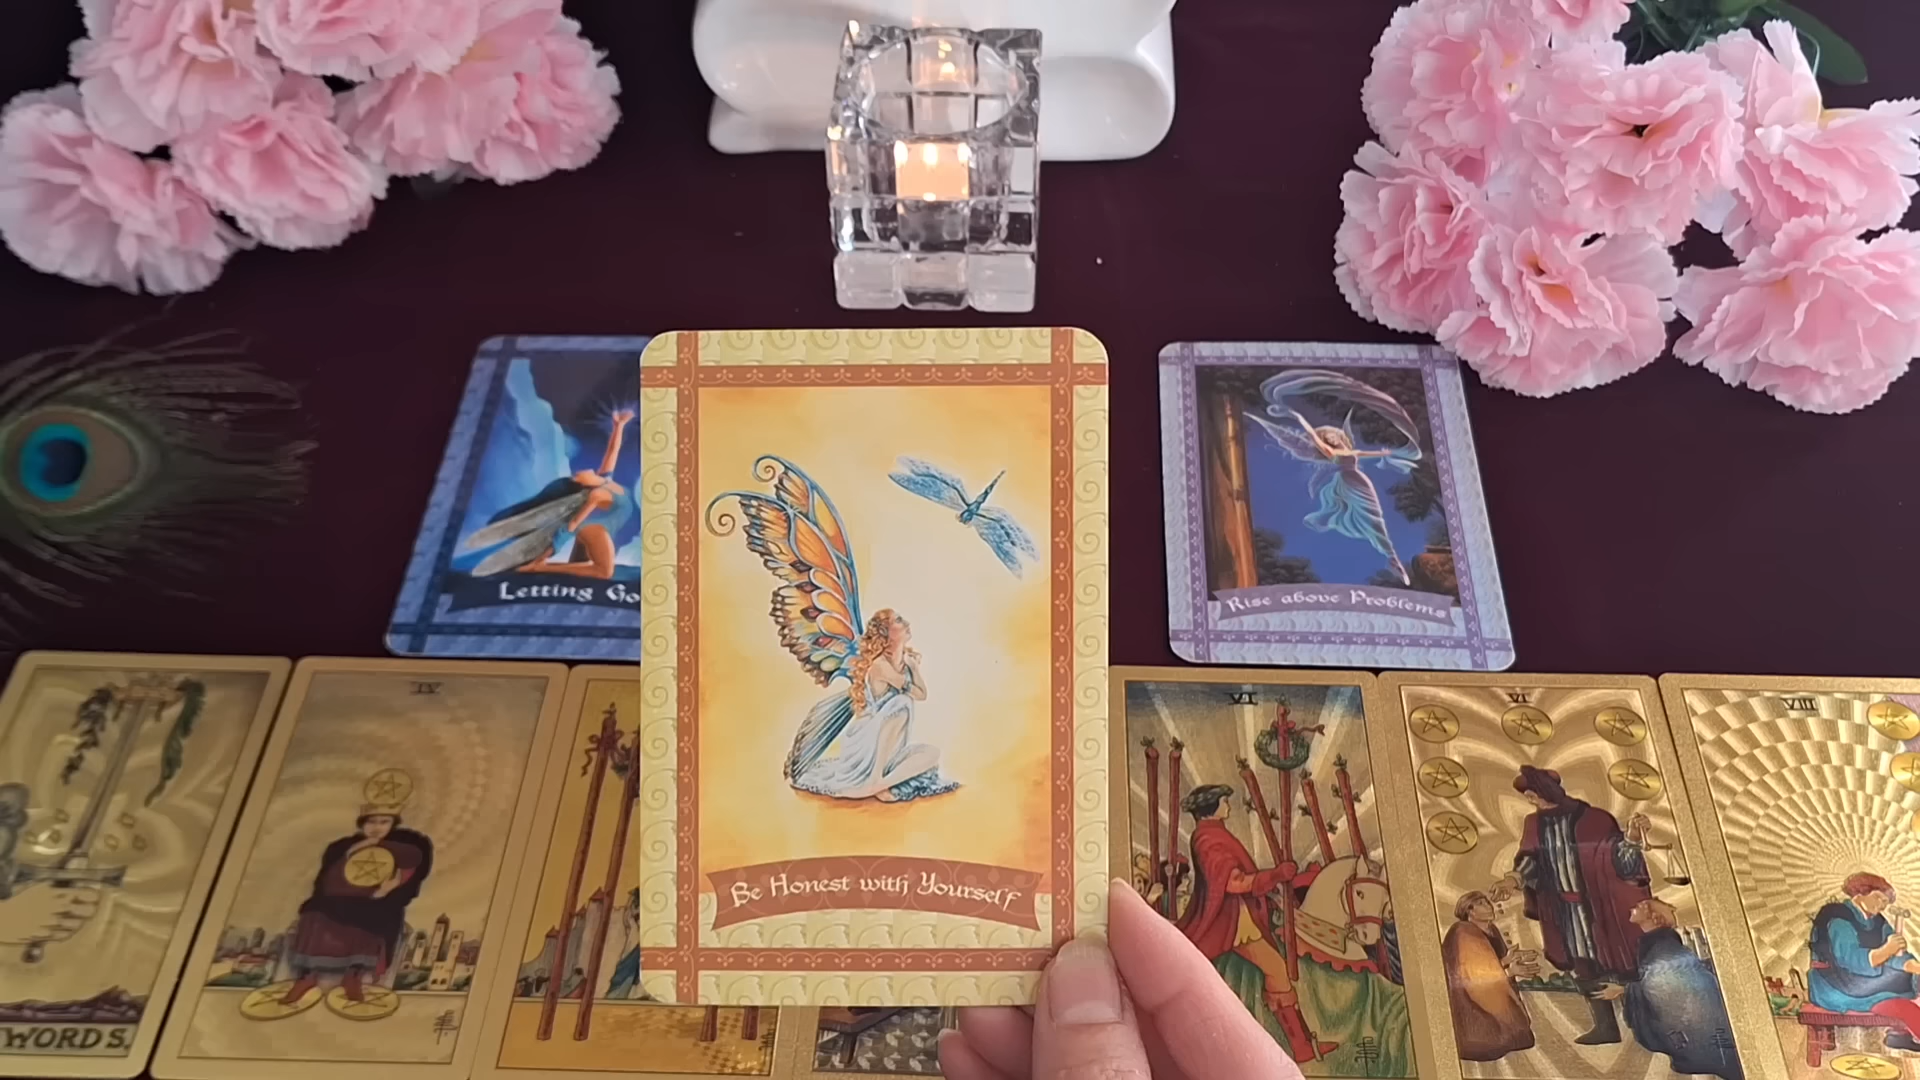 Letting Go
Be Honest with Yourself
Rise above Problems
IV
VI
VI
VIII
WORDS.